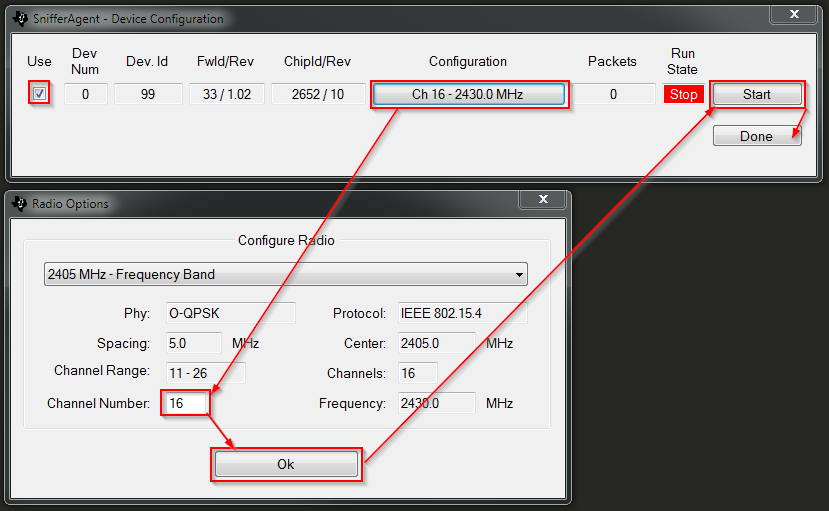 SnifferAgent - Device Configuration
X
Use Dev Num Dev. Id FwId/Rev ChipId/Rev Configuration Packets Run State
0 99 33 / 1.02 2652 / 10 Ch 16 - 2430.0 MHz 0 Stop Start
Done
Radio Options
X
Configure Radio
2405 MHz - Frequency Band
Phy: O-QPSK Protocol: IEEE 802.15.4
Spacing: 5.0 MHz Center: 2405.0 MHz
Channel Range: 11 - 26 Channels: 16
Channel Number: 16 Frequency: 2430.0 MHz
Ok